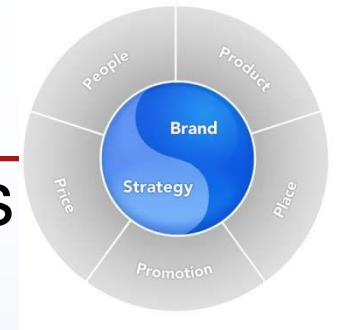 People
Product
Brand
Strategy
Price
Place
Promotion
s